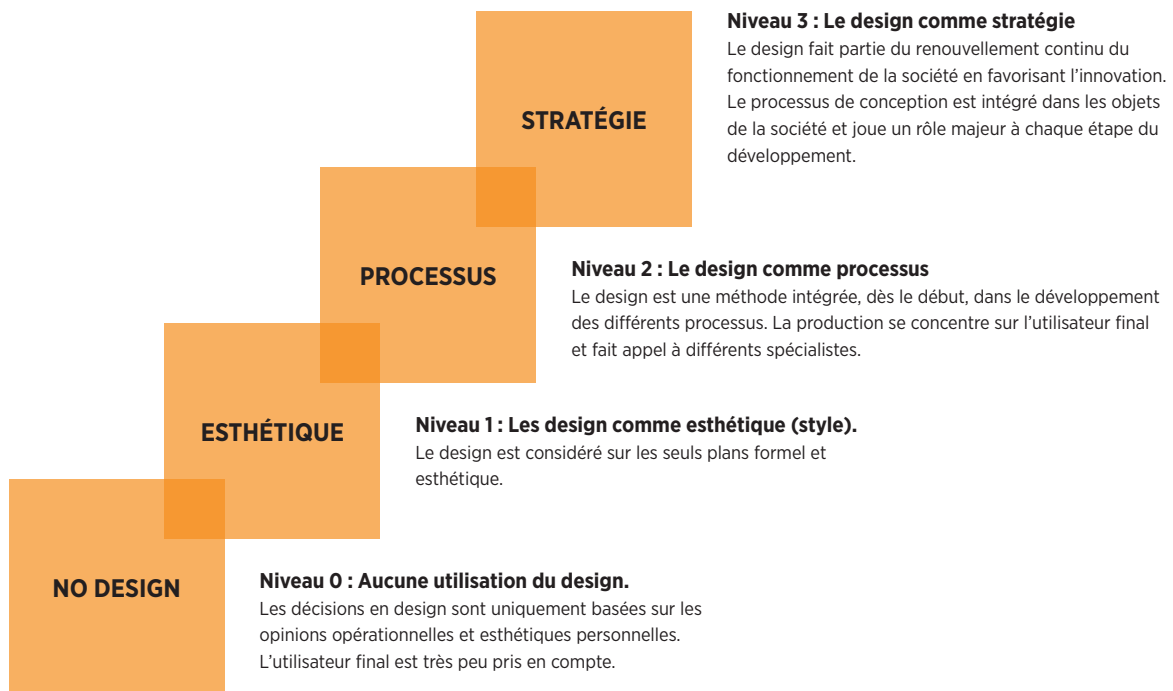 Niveau 3 : Le design comme stratégie
Le design fait partie du renouvellement continu du
fonctionnement de la société en favorisant l’innovation.
Le processus de conception est intégré dans les objets
de la société et joue un rôle majeur à chaque étape du
développement.
STRATÉGIE
Niveau 2 : Le design comme processus
Le design est une méthode intégrée, dès le début, dans le développement
des différents processus. La production se concentre sur l’utilisateur final
et fait appel à différents spécialistes.
PROCESSUS
Niveau 1 : Les design comme esthétique (style).
Le design est considéré sur les seuls plans formel et
esthétique.
ESTHÉTIQUE
Niveau 0 : Aucune utilisation du design.
Les décisions en design sont uniquement basées sur les
opinions opérationnelles et esthétiques personnelles.
L’utilisateur final est très peu pris en compte.
NO DESIGN